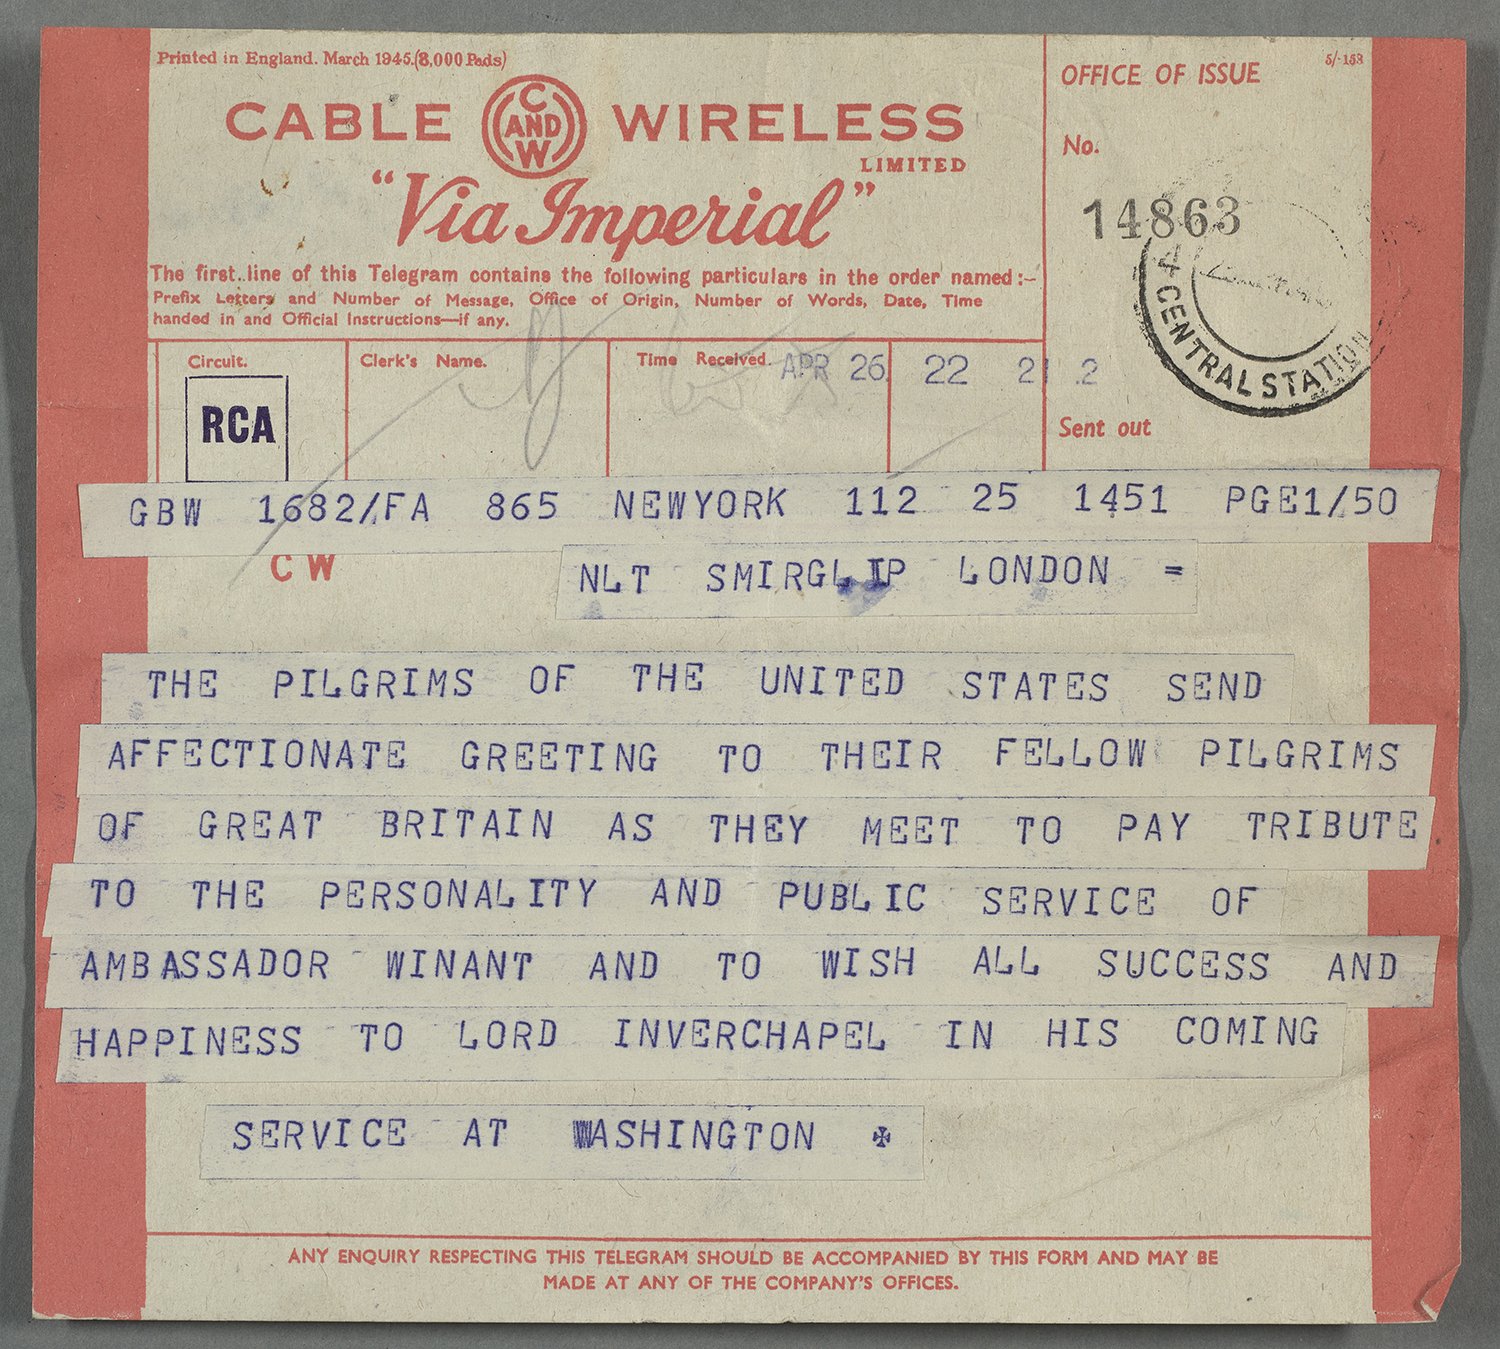 Printed in England. March 1945.(8,000 Pads)
CABLE C AND W WIRELESS
LIMITED
"Via Imperial"
The first line of this Telegram contains the following particulars in the order named:—
Prefix Letters and Number of Message, Office of Origin, Number of Words, Date, Time
handed in and Official Instructions—if any.
OFFICE OF ISSUE
5/-153
No.
14863
CENTRAL STATION
Circuit.
Clerk's Name.
Time Received.
APR 26 22 21 2
RCA
Sent out
GBW 1682/FA 865 NEWYORK 112 25 1451 PGE1/50
CW
NLT SMIRGLIP LONDON =
THE PILGRIMS OF THE UNITED STATES SEND
AFFECTIONATE GREETING TO THEIR FELLOW PILGRIMS
OF GREAT BRITAIN AS THEY MEET TO PAY TRIBUTE
TO THE PERSONALITY AND PUBLIC SERVICE OF
AMBASSADOR WINANT AND TO WISH ALL SUCCESS AND
HAPPINESS TO LORD INVERCHAPEL IN HIS COMING
SERVICE AT WASHINGTON ✠
ANY ENQUIRY RESPECTING THIS TELEGRAM SHOULD BE ACCOMPANIED BY THIS FORM AND MAY BE
MADE AT ANY OF THE COMPANY'S OFFICES.